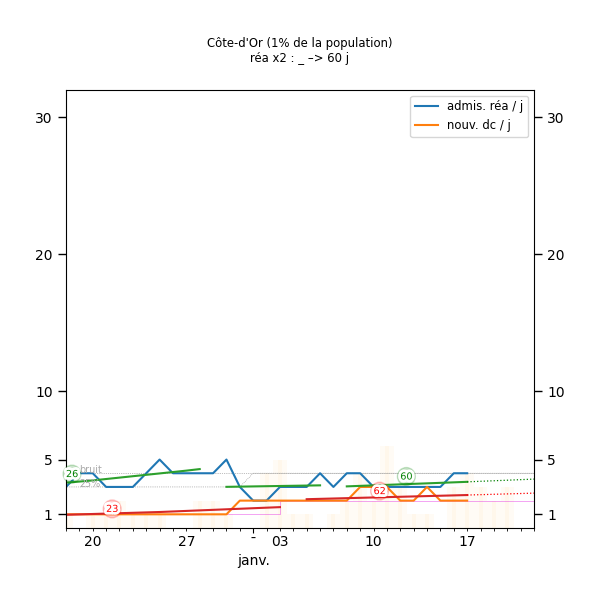 Côte-d'Or (1% de la population)
réa x2 : _ –> 60 j
admis. réa / j
nouv. dc / j
30 30
20 20
10 10
5 5
1 1
26 bruit
25%
23
60
62
20 27 - 03 10 17
janv.